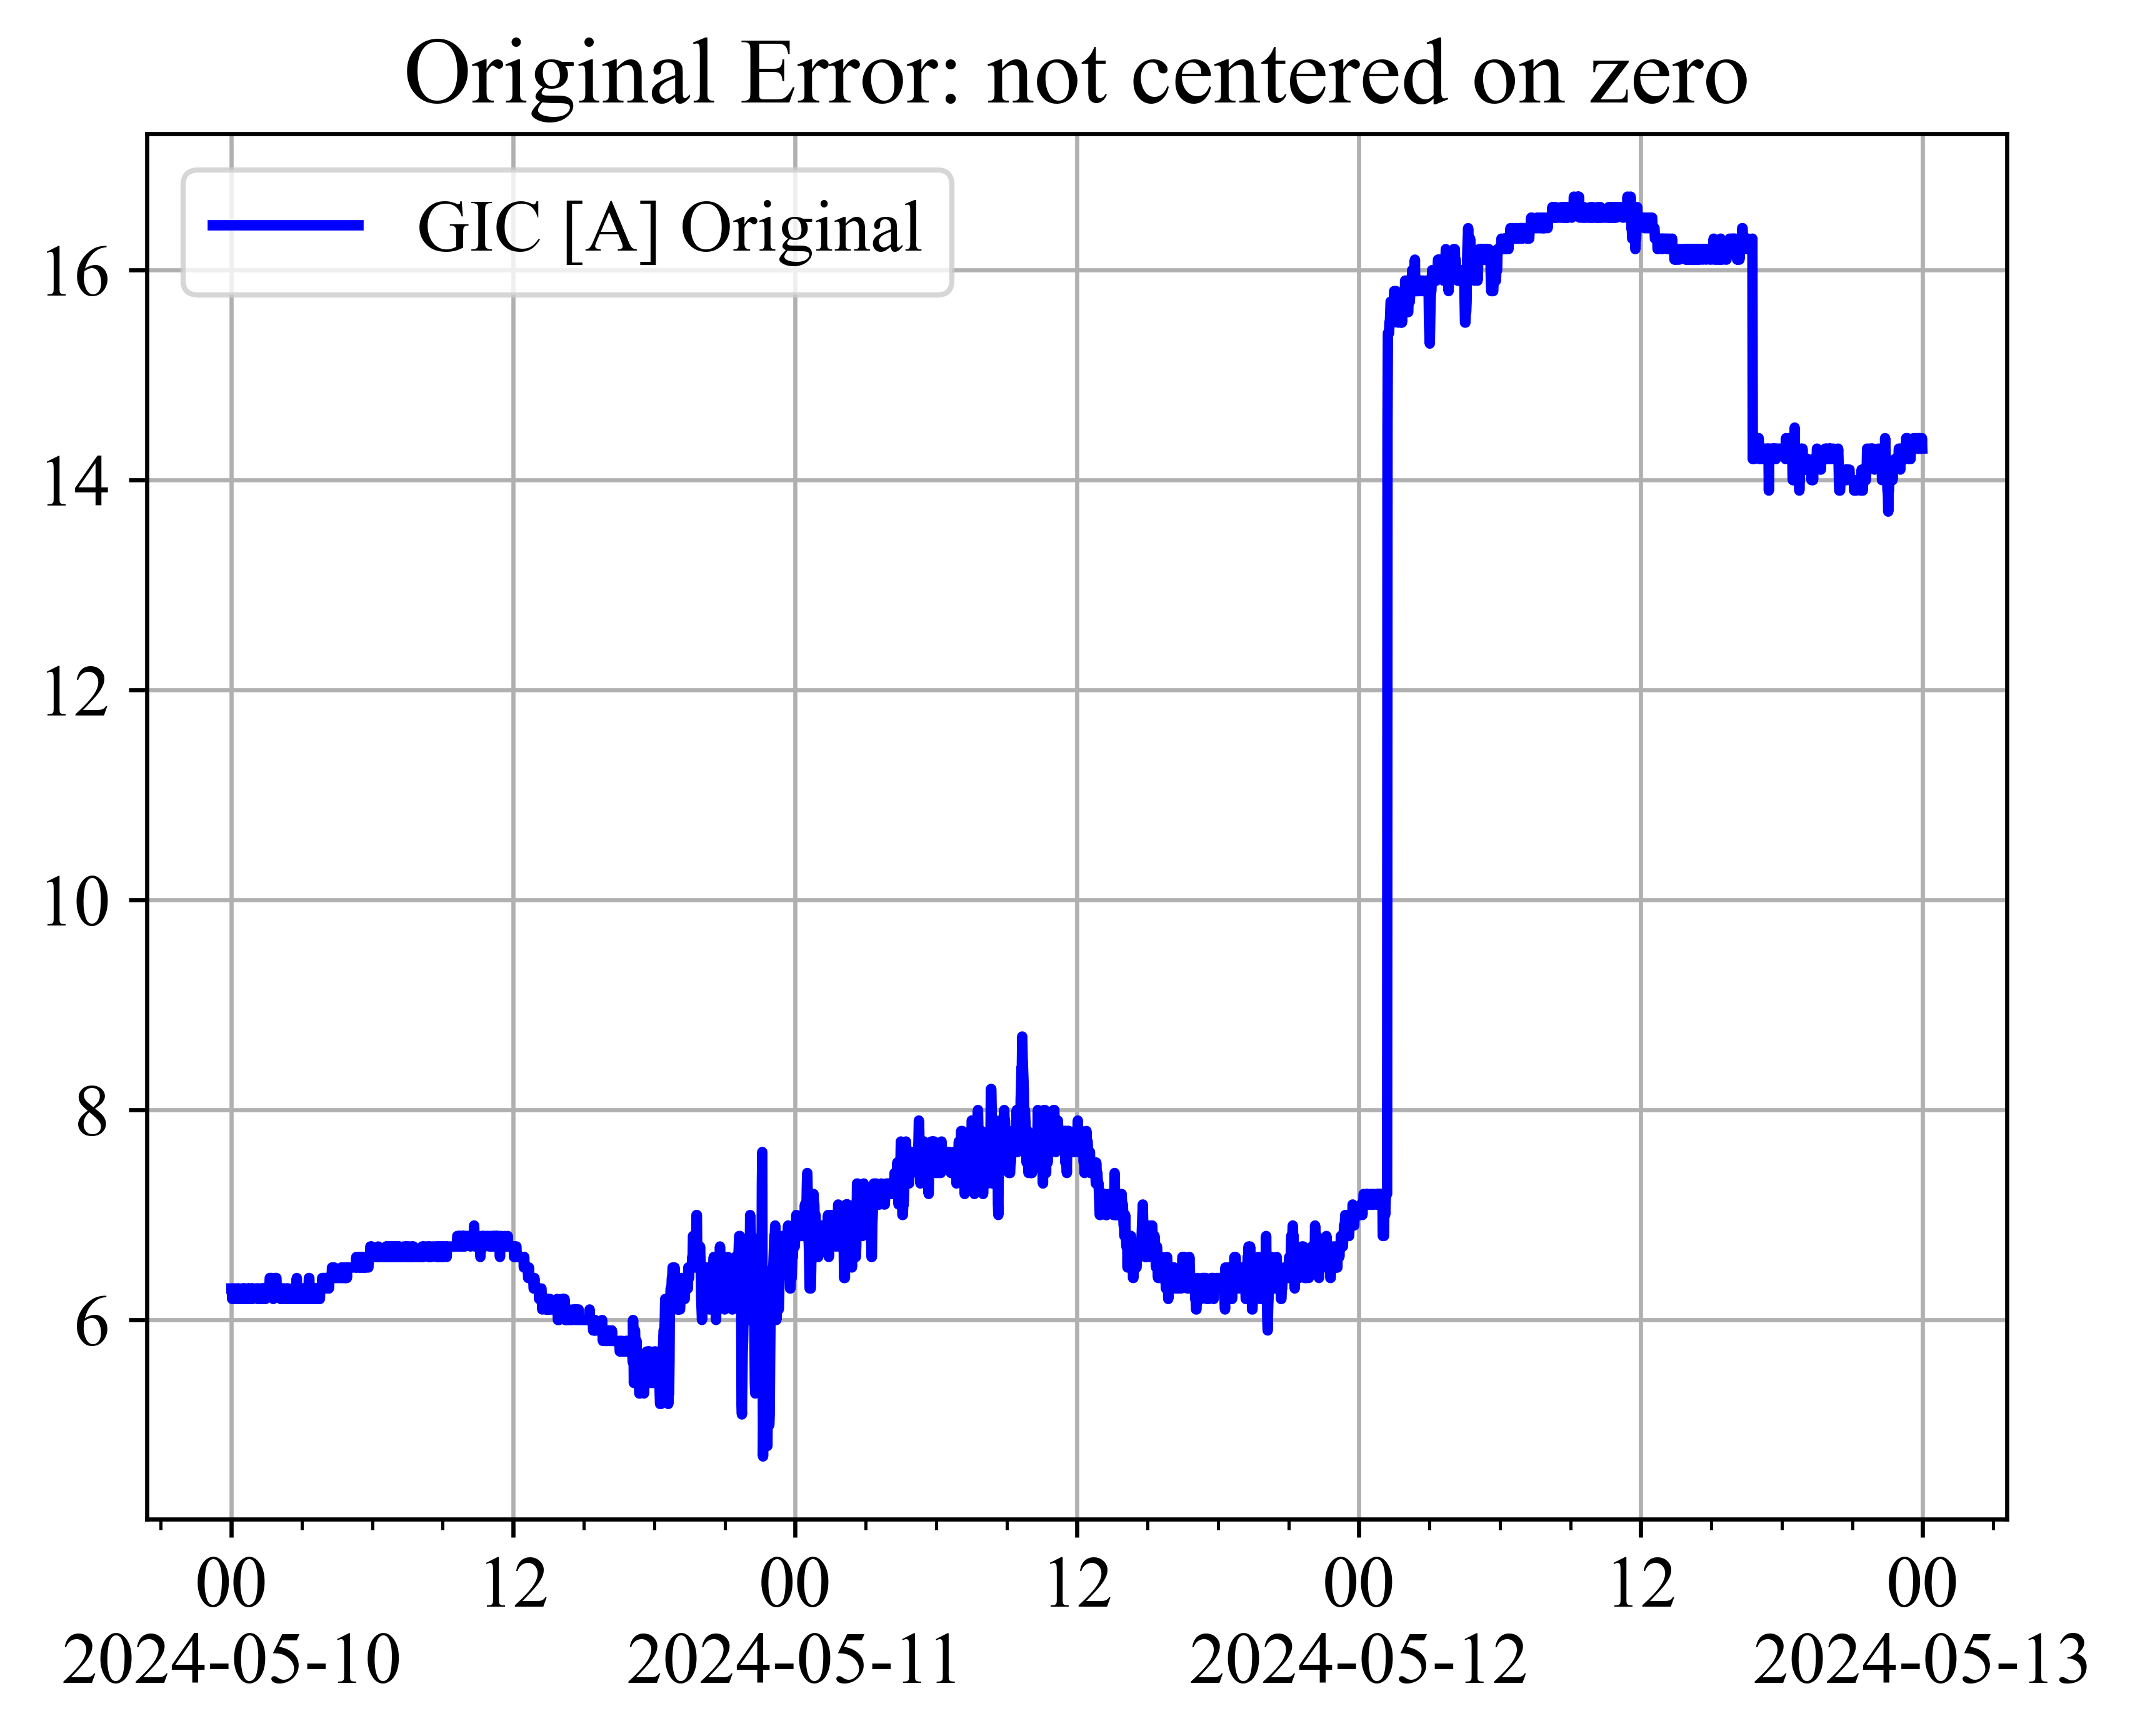 Original Error: not centered on zero
GIC [A] Original
16
14
12
10
8
6
00 12 00 12 00 12 00
2024-05-10 2024-05-11 2024-05-12 2024-05-13